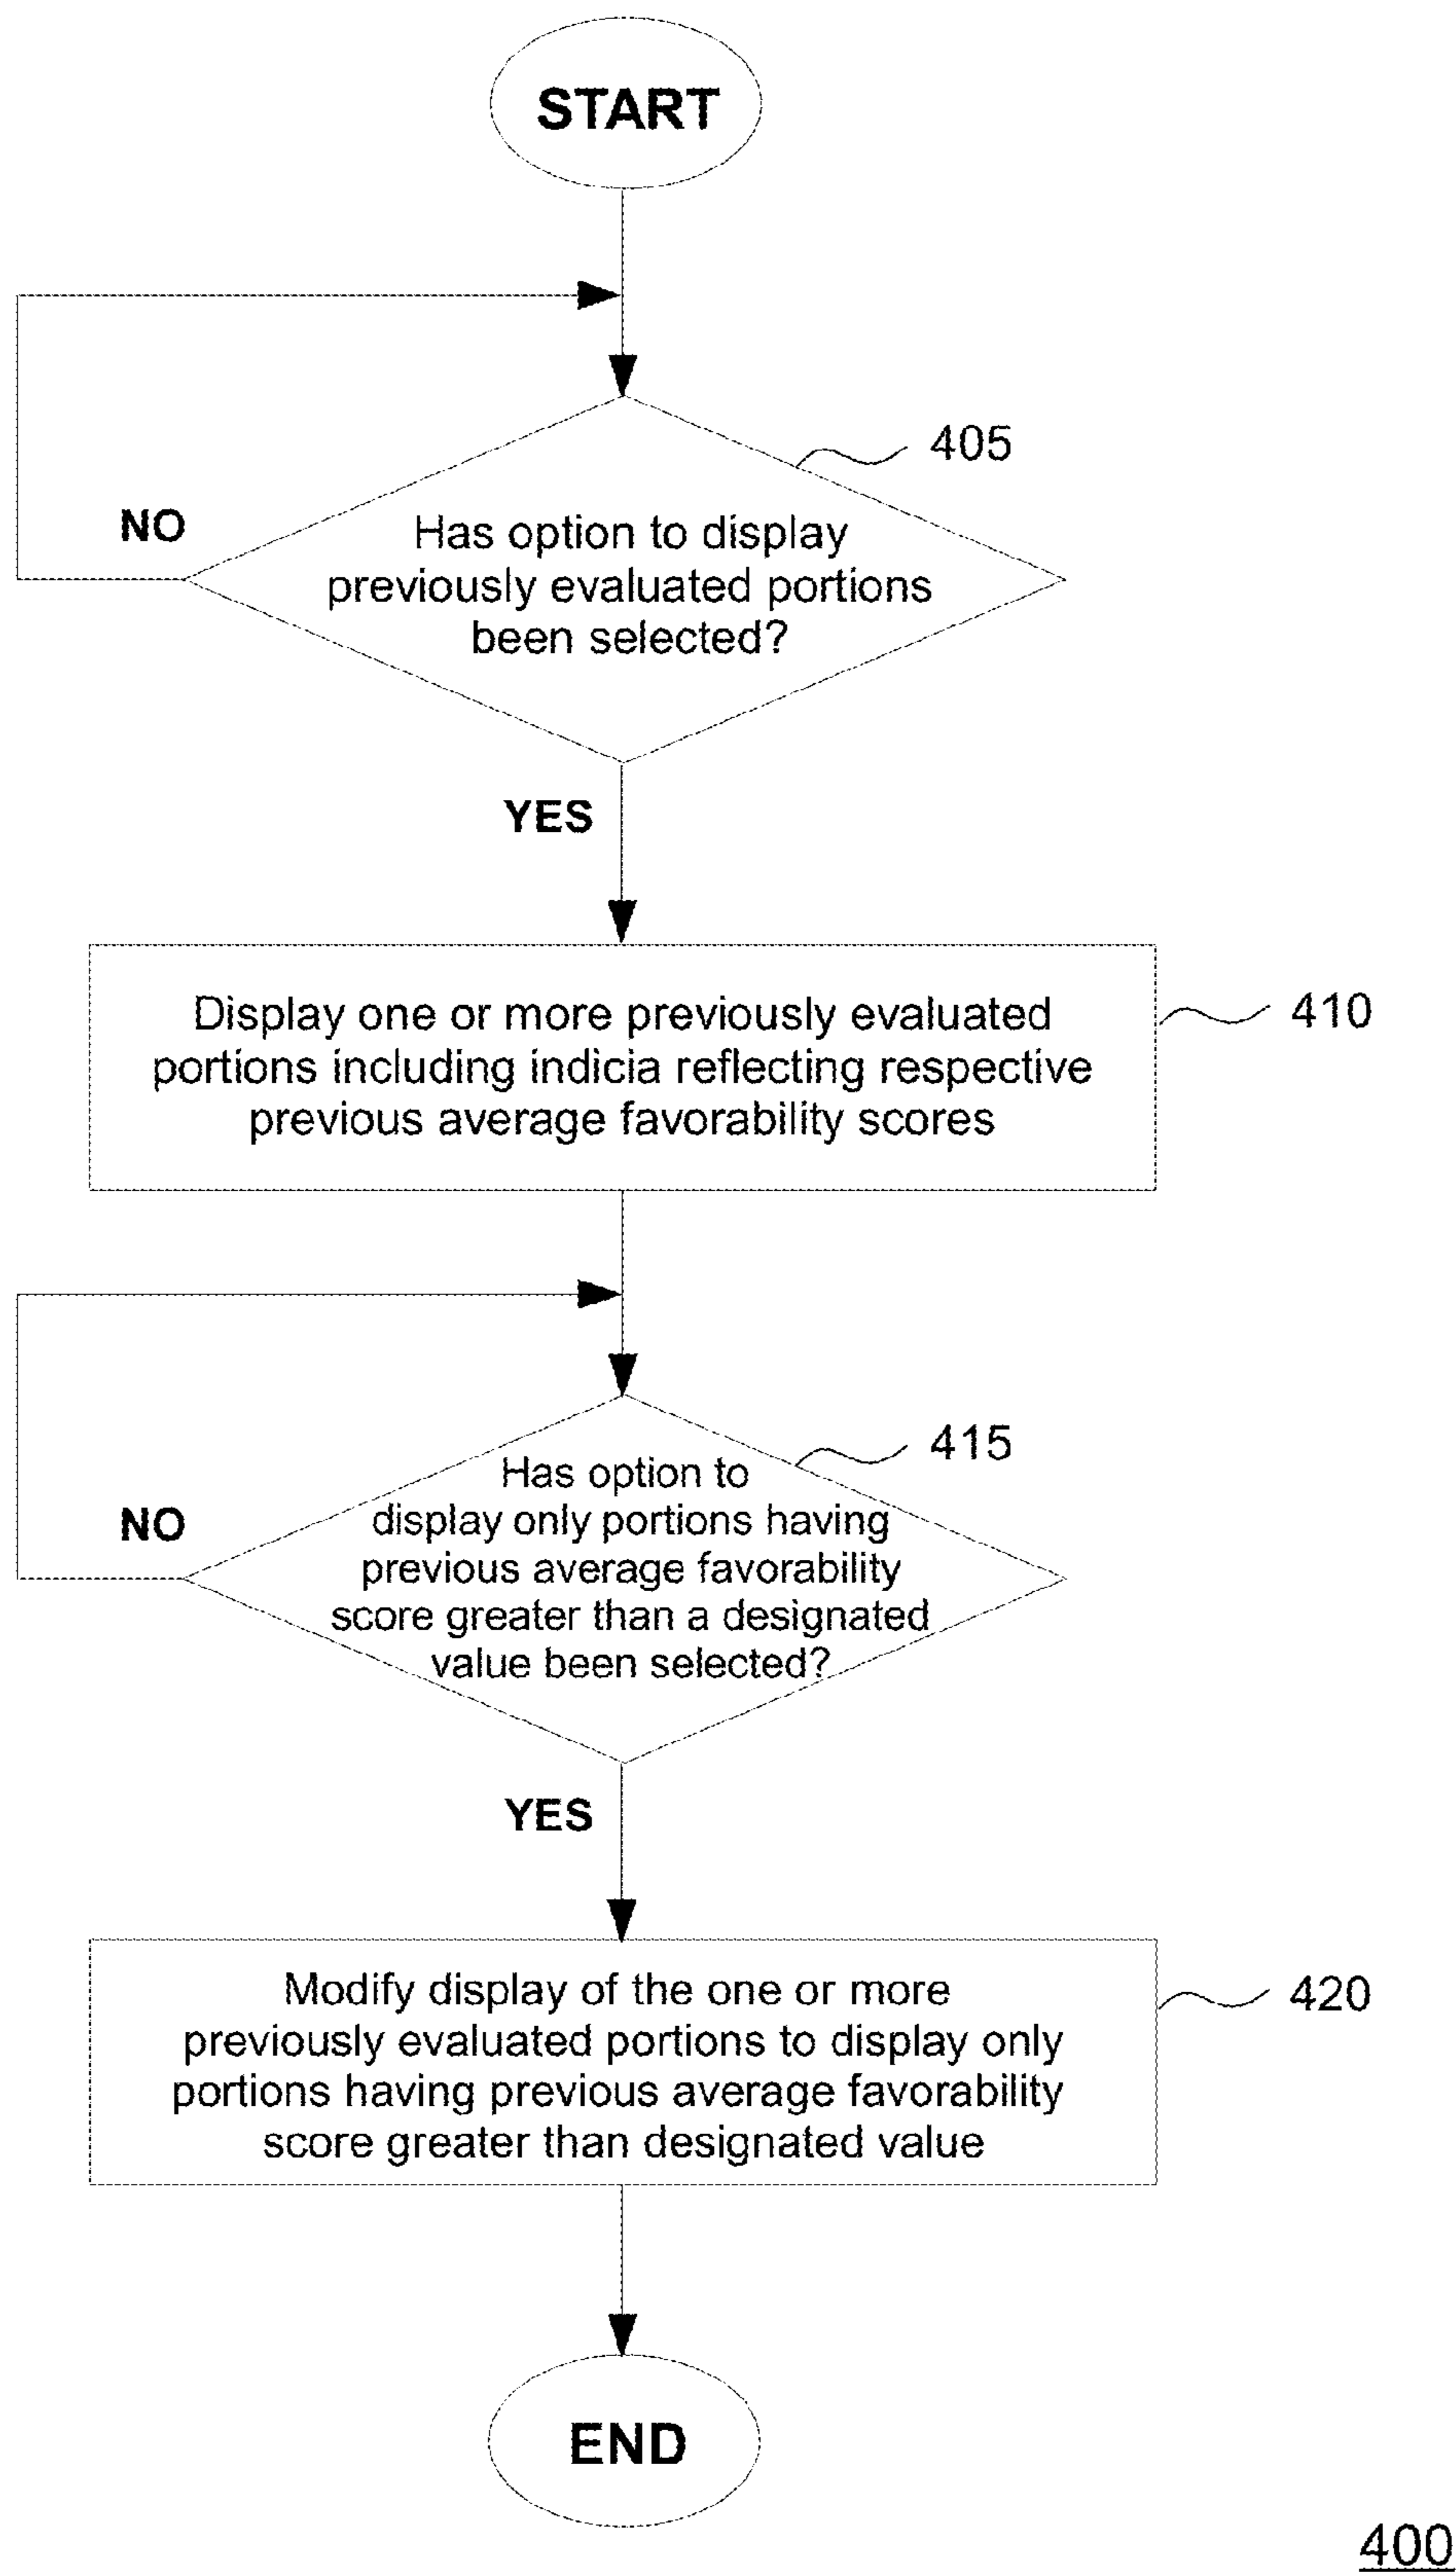 START
405
Has option to display
previously evaluated portions
been selected?
NO
YES
Display one or more previously evaluated
portions including indicia reflecting respective
previous average favorability scores
410
415
Has option to
display only portions having
previous average favorability
score greater than a designated
value been selected?
NO
YES
Modify display of the one or more
previously evaluated portions to display only
portions having previous average favorability
score greater than designated value
420
END
400